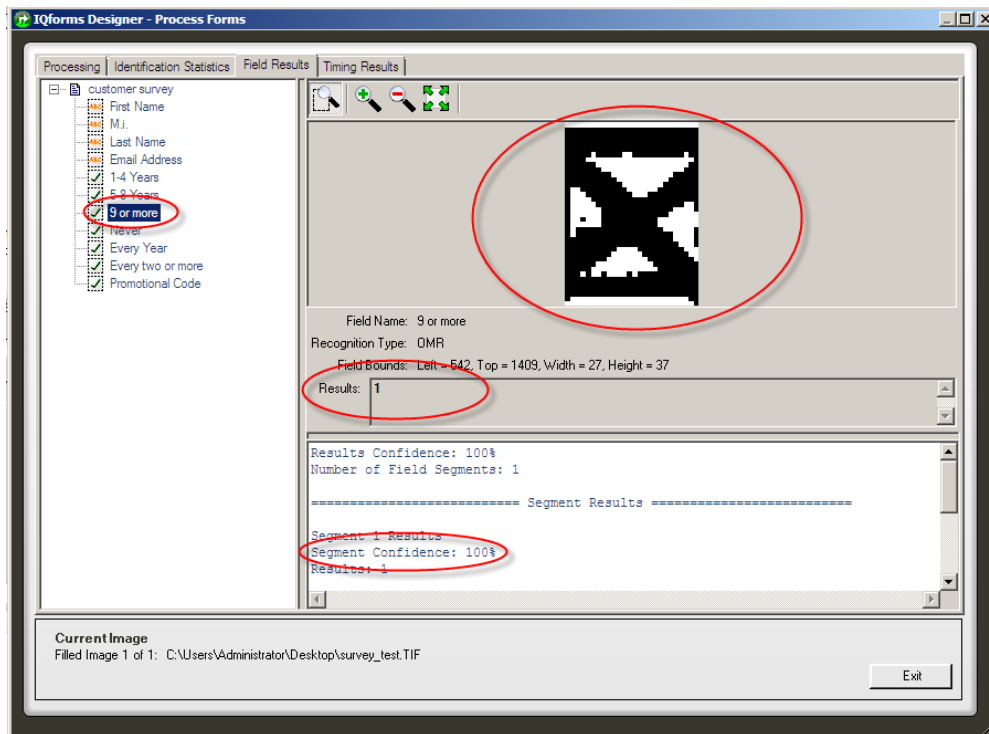 IQforms Designer - Process Forms
Processing Identification Statistics Field Results Timing Results
customer survey
First Name
M.i.
Last Name
Email Address
1-4 Years
5-8 Years
9 or more
Never
Every Year
Every two or more
Promotional Code
Field Name: 9 or more
Recognition Type: OMR
Field Bounds: Left = 542, Top = 1409, Width = 27, Height = 37
Results: 1
Results Confidence: 100%
Number of Field Segments: 1
=========================== Segment Results ==========================
Segment 1 Results
Segment Confidence: 100%
Results: 1
Current Image
Filled Image 1 of 1: C:\Users\Administrator\Desktop\survey_test.TIF
Exit